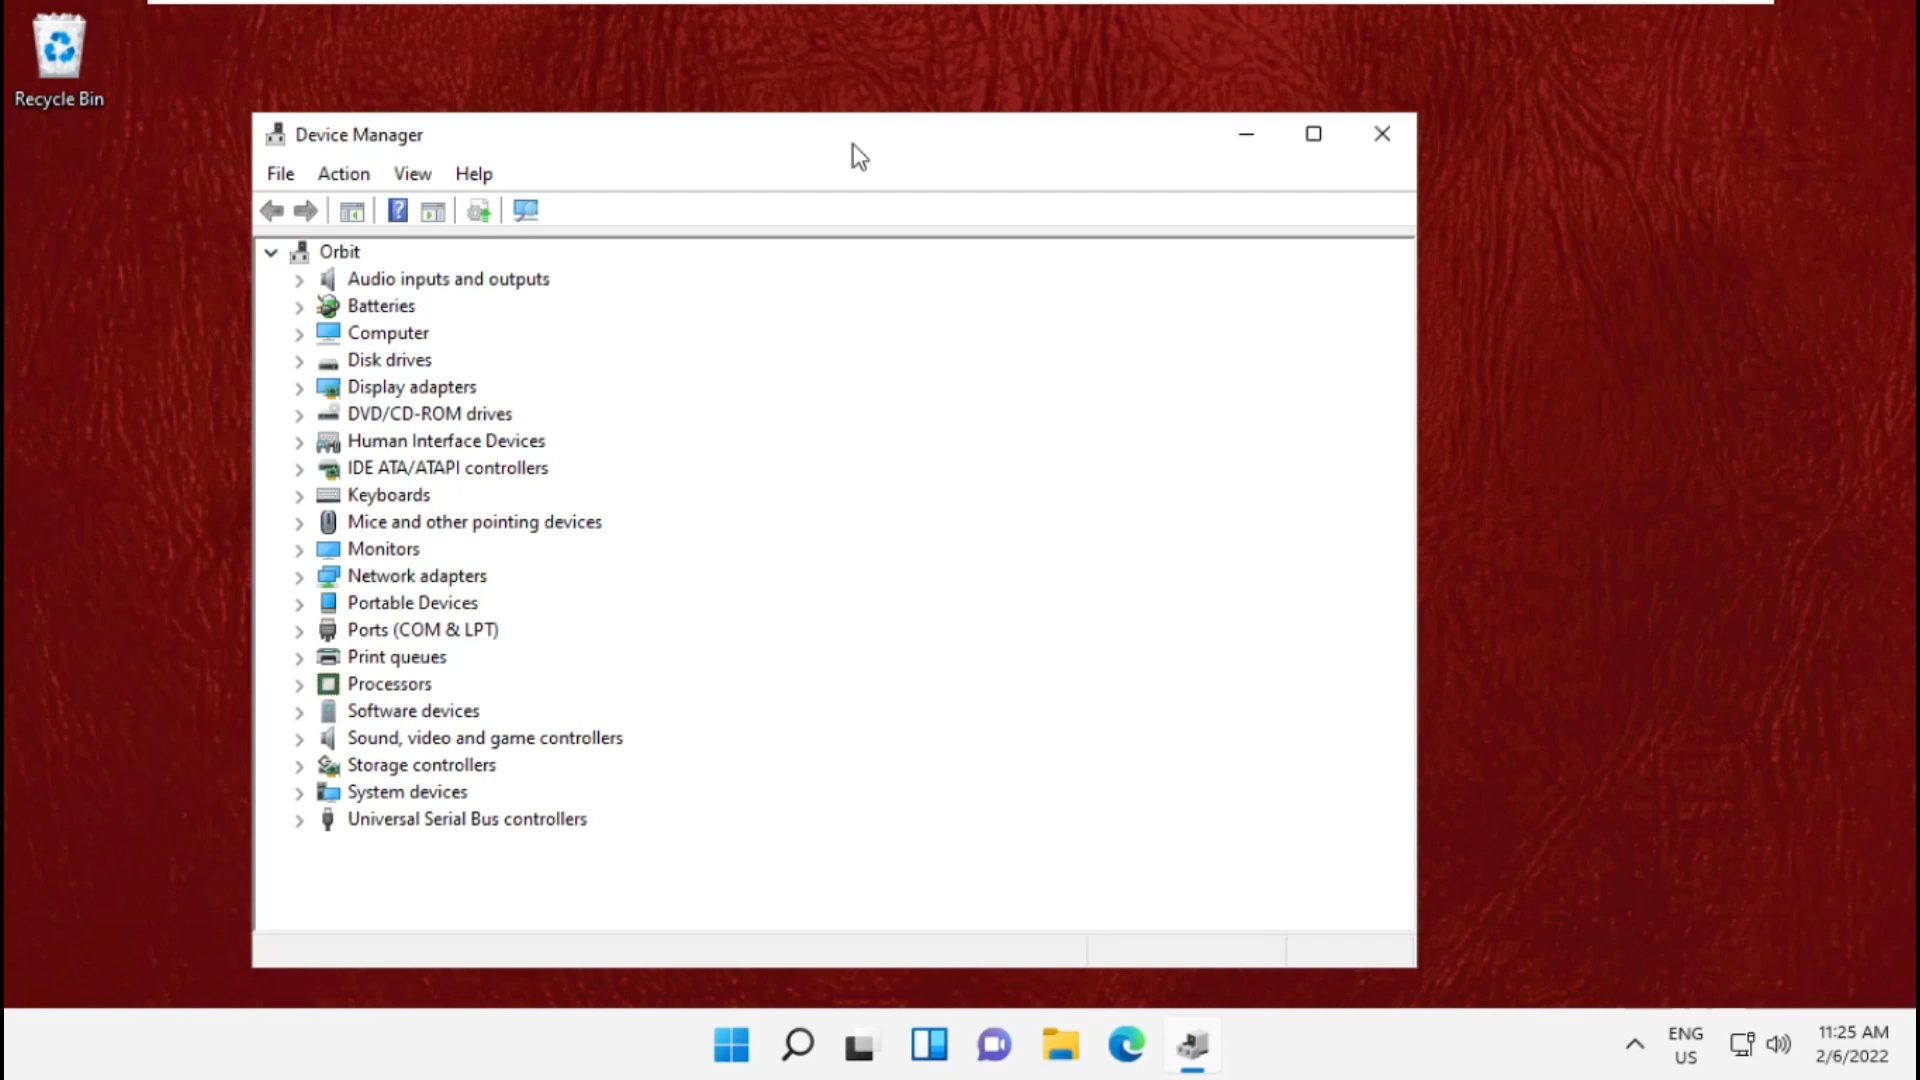 Recycle Bin
Device Manager
File Action View Help
?
Orbit
Audio inputs and outputs
Batteries
Computer
Disk drives
Display adapters
DVD/CD-ROM drives
Human Interface Devices
IDE ATA/ATAPI controllers
Keyboards
Mice and other pointing devices
Monitors
Network adapters
Portable Devices
Ports (COM & LPT)
Print queues
Processors
Software devices
Sound, video and game controllers
Storage controllers
System devices
Universal Serial Bus controllers
ENG
US
11:25 AM
2/6/2022